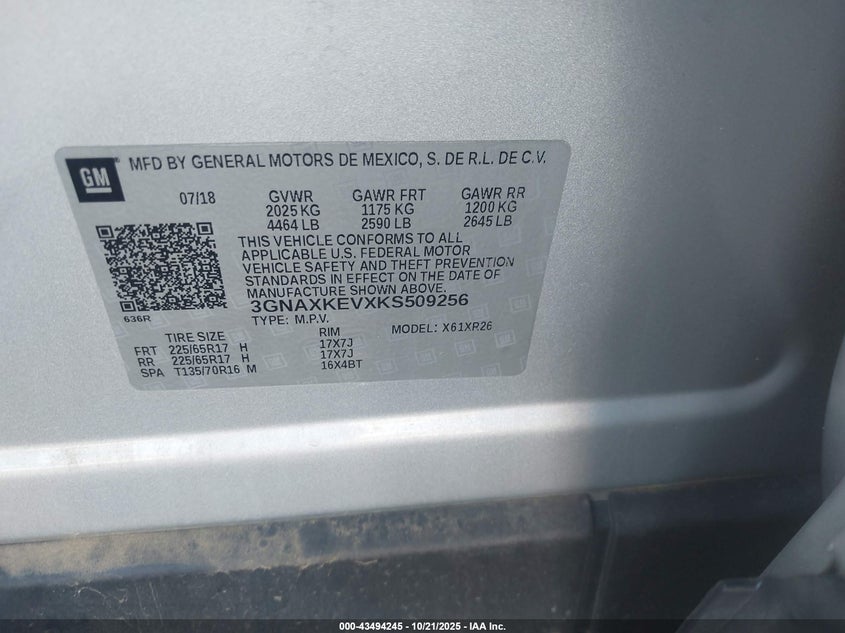 GM
MFD BY GENERAL MOTORS DE MEXICO, S. DE R.L. DE C.V.
07/18 GVWR GAWR FRT GAWR RR
2025 KG 1175 KG 1200 KG
4464 LB 2590 LB 2645 LB
THIS VEHICLE CONFORMS TO ALL
APPLICABLE U.S. FEDERAL MOTOR
VEHICLE SAFETY AND THEFT PREVENTION
STANDARDS IN EFFECT ON THE DATE OF
MANUFACTURE SHOWN ABOVE.
3GNAXKEVXKS509256
636R TYPE: M.P.V. MODEL: X61XR26
TIRE SIZE RIM
FRT 225/65R17 H 17X7J
RR 225/65R17 H 17X7J
SPA T135/70R16 M 16X4BT
000-43494245 - 10/21/2025 - IAA Inc.